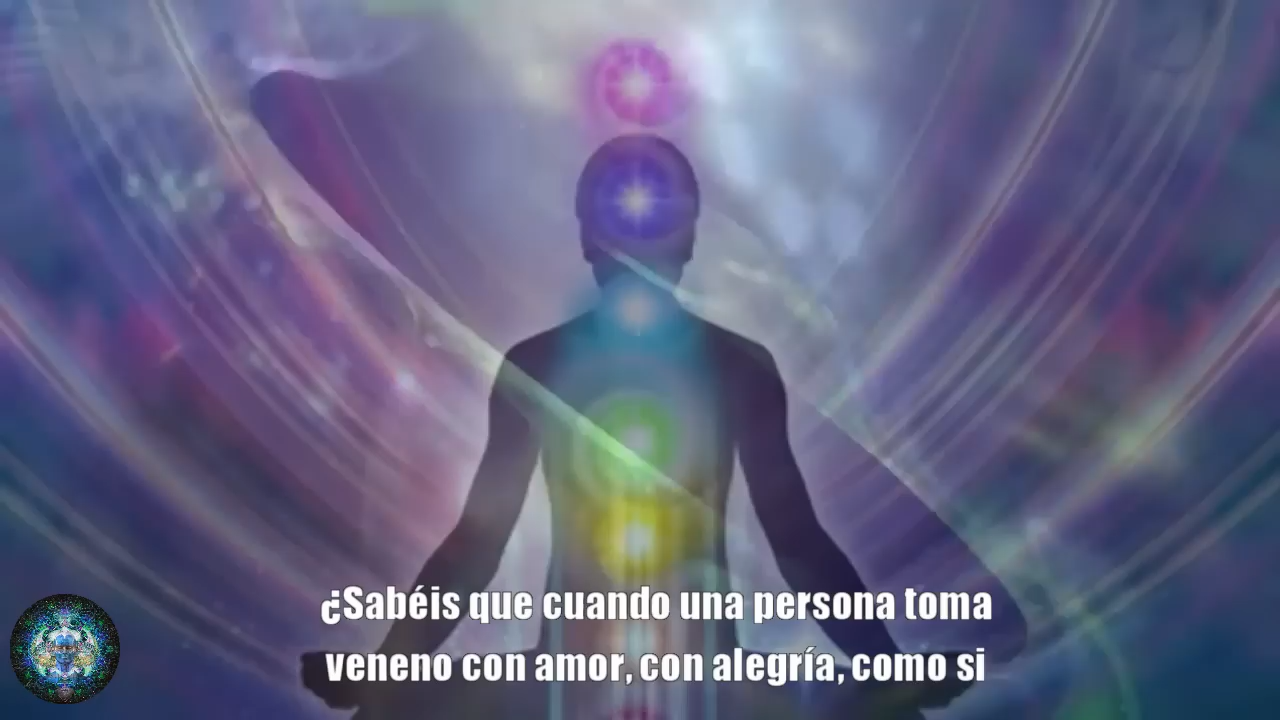 ¿Sabéis que cuando una persona toma
veneno con amor, con alegría, como si